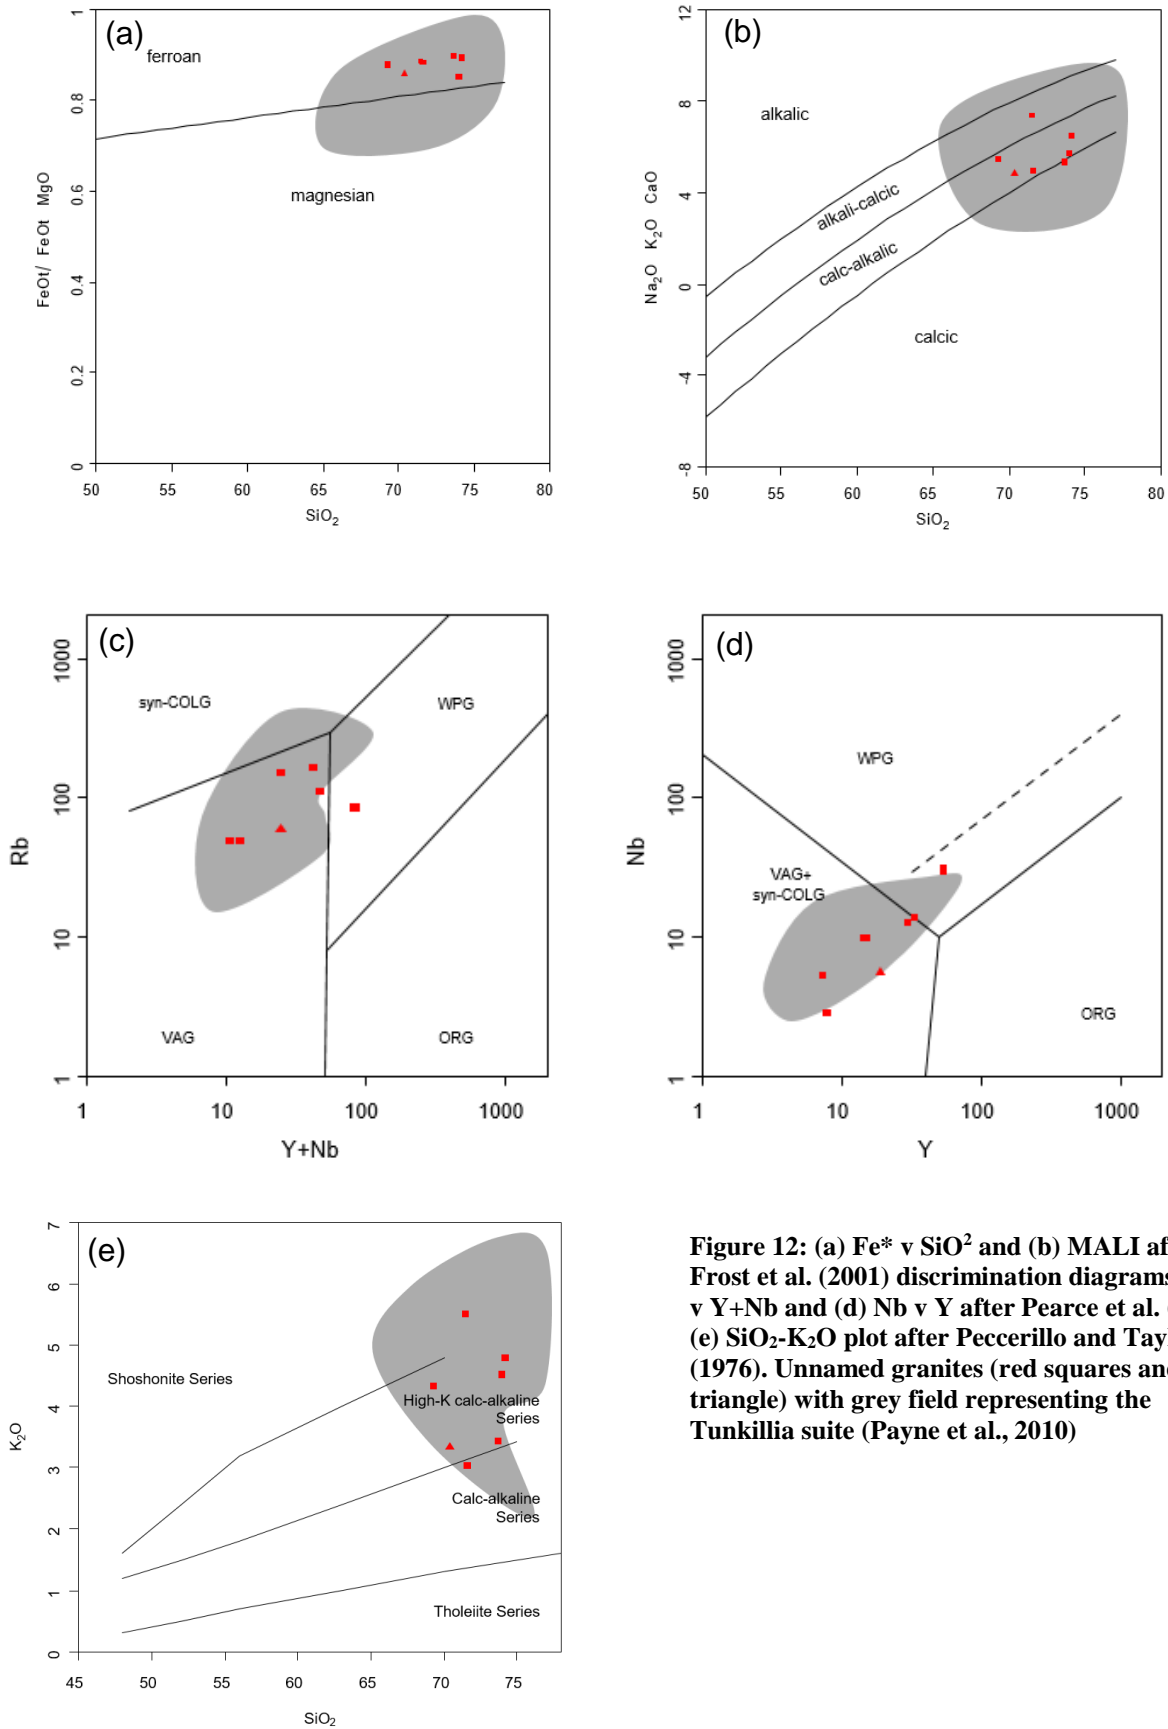 (a)
ferroan
magnesian
FeOt/ FeOt MgO
1
0.8
0.6
0.4
0.2
0
50 55 60 65 70 75 80
SiO₂
(b)
alkalic
alkali-calcic
calc-alkalic
calcic
Na₂O K₂O CaO
12
8
4
0
-4
-8
50 55 60 65 70 75 80
SiO₂
(c)
syn-COLG
WPG
VAG
ORG
Rb
1000
100
10
1
1 10 100 1000
Y+Nb
(d)
WPG
VAG+
syn-COLG
ORG
Nb
1000
100
10
1
1 10 100 1000
Y
(e)
Shoshonite Series
High-K calc-alkaline
Series
Calc-alkaline
Series
Tholeiite Series
K₂O
7
6
5
4
3
2
1
0
45 50 55 60 65 70 75
SiO₂
Figure 12: (a) Fe* v SiO² and (b) MALI af
Frost et al. (2001) discrimination diagrams
v Y+Nb and (d) Nb v Y after Pearce et al. (
(e) SiO₂-K₂O plot after Peccerillo and Tay
(1976). Unnamed granites (red squares and
triangle) with grey field representing the
Tunkillia suite (Payne et al., 2010)